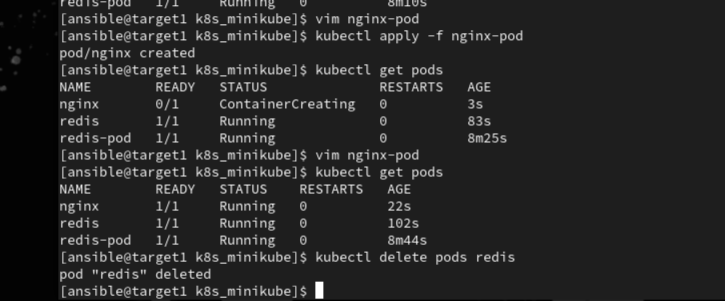 redis-pod 1/1 Running 0 8m10s
[ansible@target1 k8s_minikube]$ vim nginx-pod
[ansible@target1 k8s_minikube]$ kubectl apply -f nginx-pod
pod/nginx created
[ansible@target1 k8s_minikube]$ kubectl get pods
NAME READY STATUS RESTARTS AGE
nginx 0/1 ContainerCreating 0 3s
redis 1/1 Running 0 83s
redis-pod 1/1 Running 0 8m25s
[ansible@target1 k8s_minikube]$ vim nginx-pod
[ansible@target1 k8s_minikube]$ kubectl get pods
NAME READY STATUS RESTARTS AGE
nginx 1/1 Running 0 22s
redis 1/1 Running 0 102s
redis-pod 1/1 Running 0 8m44s
[ansible@target1 k8s_minikube]$ kubectl delete pods redis
pod "redis" deleted
[ansible@target1 k8s_minikube]$